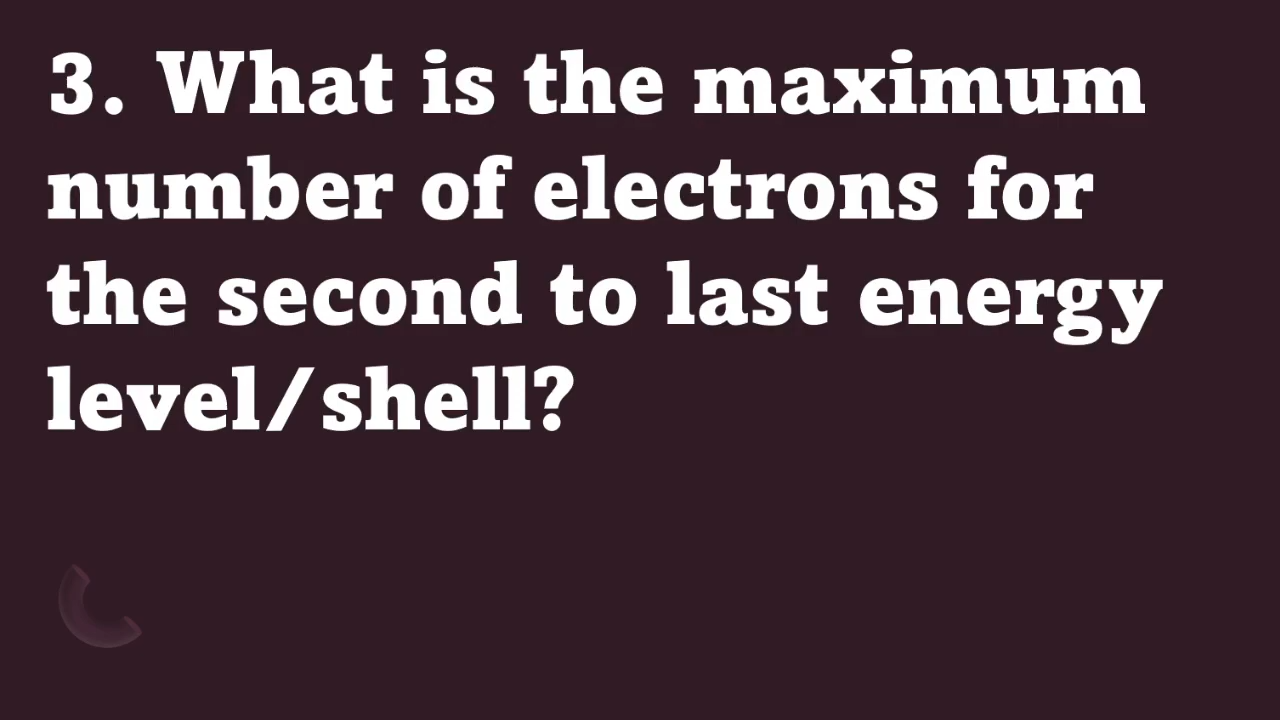 3. What is the maximum
number of electrons for
the second to last energy
level/shell?